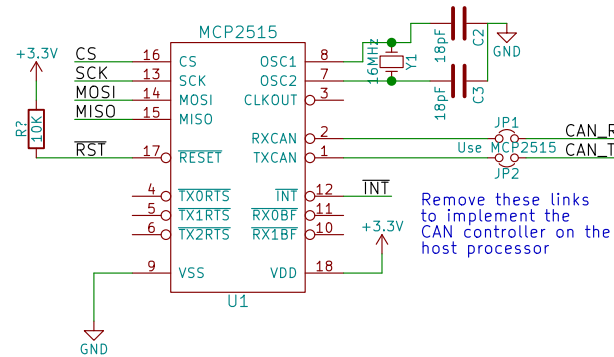 MCP2515
+3.3V
CS 16 CS
SCK 13 SCK
MOSI 14 MOSI
MISO 15 MISO
R? 10K
RST 17 RESET
4 TX0RTS
5 TX1RTS
6 TX2RTS
9 VSS
GND
OSC1 8
OSC2 7
CLKOUT 3
RXCAN 2
TXCAN 1
INT 12 INT
RX0BF 11
RX1BF 10
VDD 18
+3.3V
U1
16MHz Y1
18pF C2
18pF C3
GND
JP1
Use MCP2515
JP2
CAN_R
CAN_T
Remove these links
to implement the
CAN controller on the
host processor